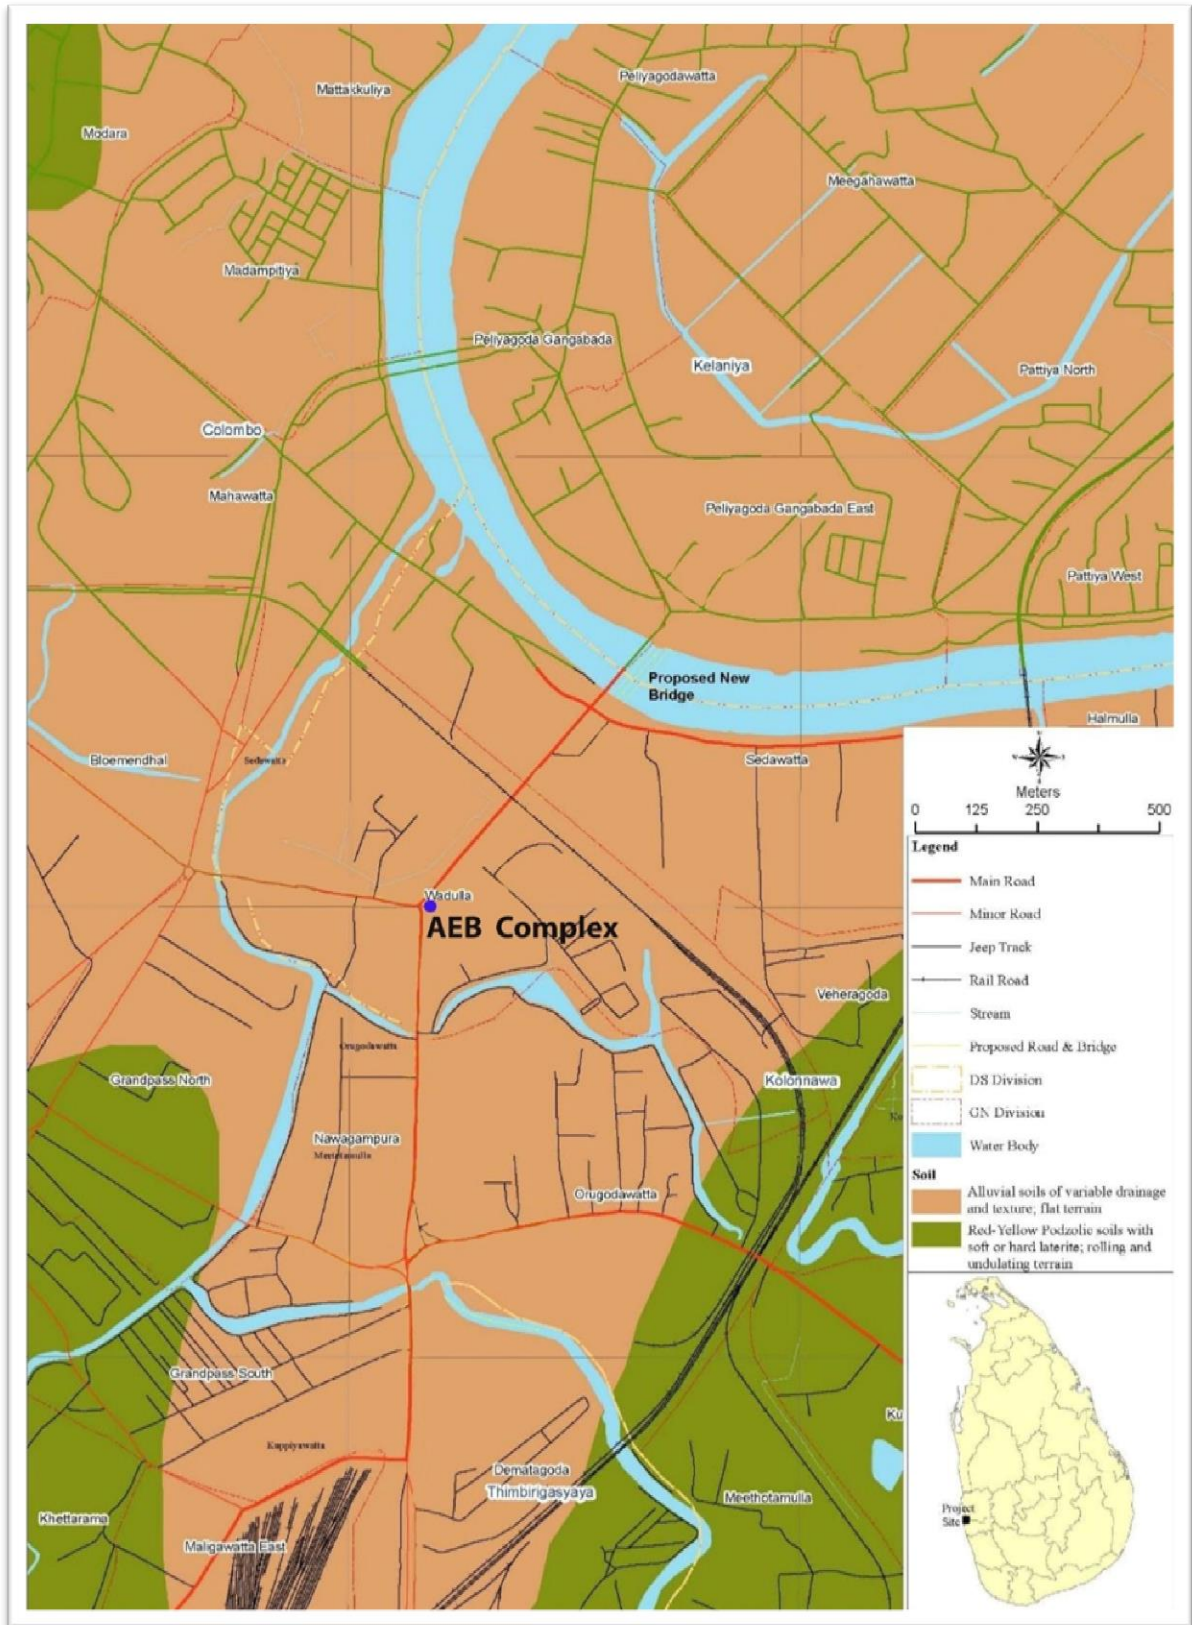 Peliyagodawatta
Mattakkuliya
Modara
Meegahawatta
Madampitiya
Peliyagoda Gangabada
Kelaniya
Pattiya North
Colombo
Mahawatta
Peliyagoda Gangabada East
Pattiya West
Proposed New
Bridge
Halmulla
Bloemendhal
Sedawatta
Sedawatta
Meters
0 125 250 500
Legend
Main Road
Minor Road
Jeep Track
Rail Road
Stream
Proposed Road & Bridge
DS Division
GN Division
Water Body
Soil
Alluvial soils of variable drainage
and texture; flat terrain
Red-Yellow Podzolic soils with
soft or hard laterite; rolling and
undulating terrain
Wadulla
AEB Complex
Veheragoda
Orugodawatta
Grandpass North
Kolonnawa
Nawagampura
Meetotamulla
Orugodawatta
Grandpass South
Kuppiyawatta
Dematagoda
Thimbirigasyaya
Meethotamulla
Khettarama
Maligawatta East
Ku
Project
Site